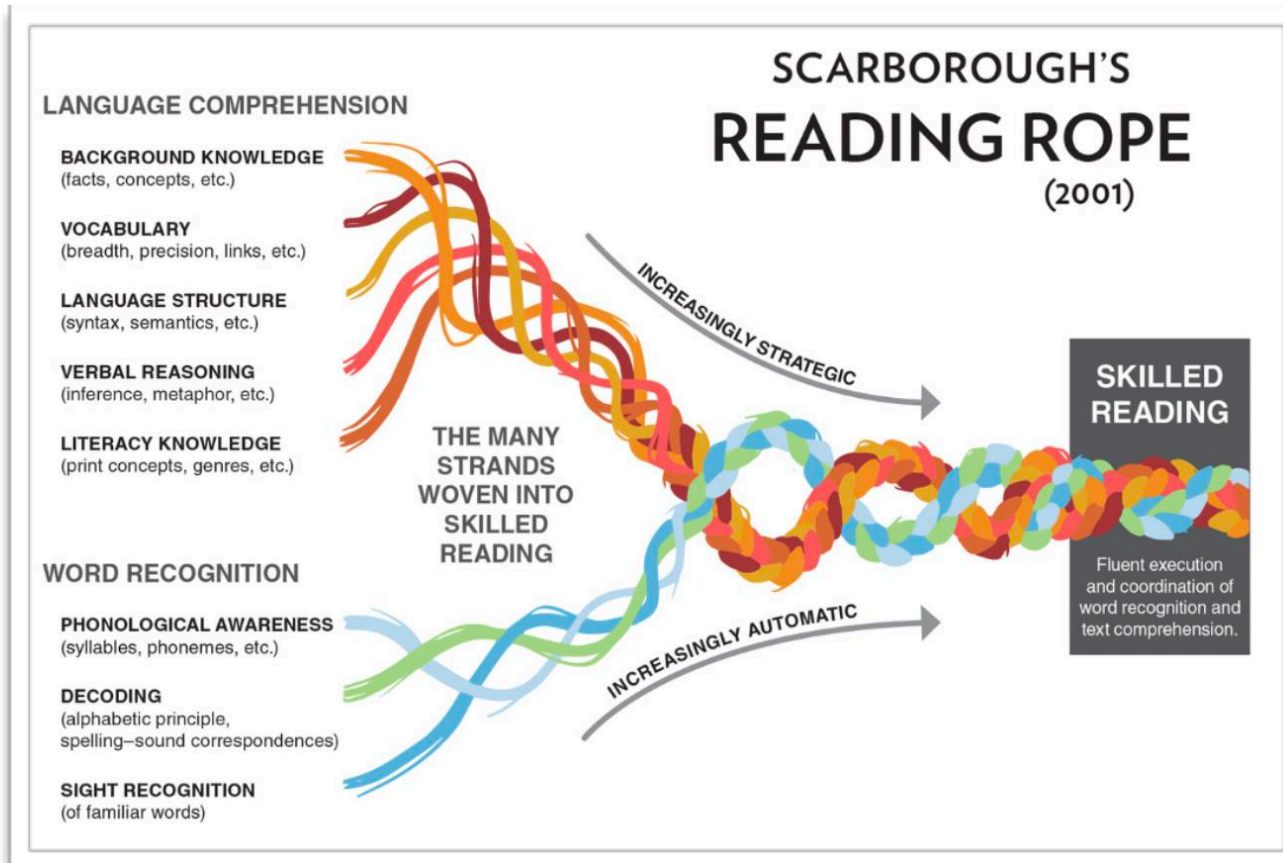 SCARBOROUGH'S
READING ROPE
(2001)
LANGUAGE COMPREHENSION
BACKGROUND KNOWLEDGE
(facts, concepts, etc.)
VOCABULARY
(breadth, precision, links, etc.)
LANGUAGE STRUCTURE
(syntax, semantics, etc.)
VERBAL REASONING
(inference, metaphor, etc.)
LITERACY KNOWLEDGE
(print concepts, genres, etc.)
WORD RECOGNITION
PHONOLOGICAL AWARENESS
(syllables, phonemes, etc.)
DECODING
(alphabetic principle,
spelling–sound correspondences)
SIGHT RECOGNITION
(of familiar words)
THE MANY
STRANDS
WOVEN INTO
SKILLED
READING
INCREASINGLY STRATEGIC
INCREASINGLY AUTOMATIC
SKILLED
READING
Fluent execution
and coordination of
word recognition and
text comprehension.